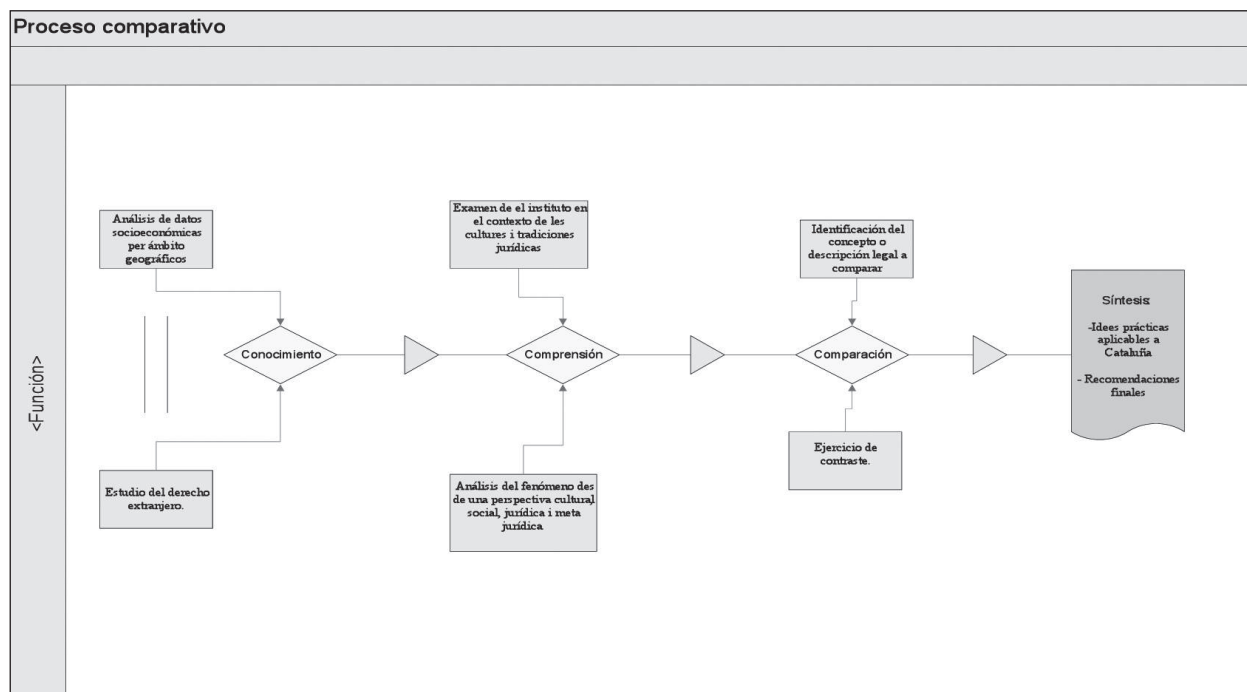 Proceso comparativo
<Función>
Análisis de datos
socioeconómicas
per ámbito
geográficos
Conocimiento
Estudio del derecho
extranjero.
Examen de el instituto en
el contexto de les
cultures i tradiciones
jurídicas
Comprensión
Análisis del fenómeno des
de una perspectiva cultural,
social, jurídica i meta
jurídica
Identificación del
concepto o
descripción legal a
comparar
Comparación
Ejercicio de
contraste.
Síntesis:
-Idees prácticas
aplicables a
Cataluña
- Recomendaciones
finales